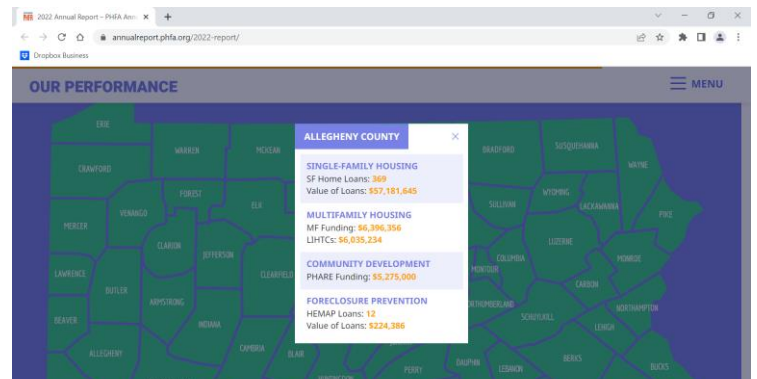 2022 Annual Report – PHFA Ann
annualreport.phfa.org/2022-report/
Dropbox Business
OUR PERFORMANCE
MENU
ERIE
CRAWFORD
WARREN
MCKEAN
BRADFORD
SUSQUEHANNA
WAYNE
MERCER
VENANGO
FOREST
ELK
SULLIVAN
WYOMING
LACKAWANNA
PIKE
LAWRENCE
BUTLER
CLARION
JEFFERSON
CLEARFIELD
MONTOUR
COLUMBIA
LUZERNE
MONROE
CARBON
BEAVER
ARMSTRONG
INDIANA
NORTHUMBERLAND
SCHUYLKILL
LEHIGH
NORTHAMPTON
ALLEGHENY
CAMBRIA
BLAIR
PERRY
DAUPHIN
LEBANON
BERKS
BUCKS
ALLEGHENY COUNTY
SINGLE-FAMILY HOUSING
SF Home Loans: 369
Value of Loans: $57,181,645
MULTIFAMILY HOUSING
MF Funding: $6,396,356
LIHTCs: $6,035,234
COMMUNITY DEVELOPMENT
PHARE Funding: $5,275,000
FORECLOSURE PREVENTION
HEMAP Loans: 12
Value of Loans: $224,386